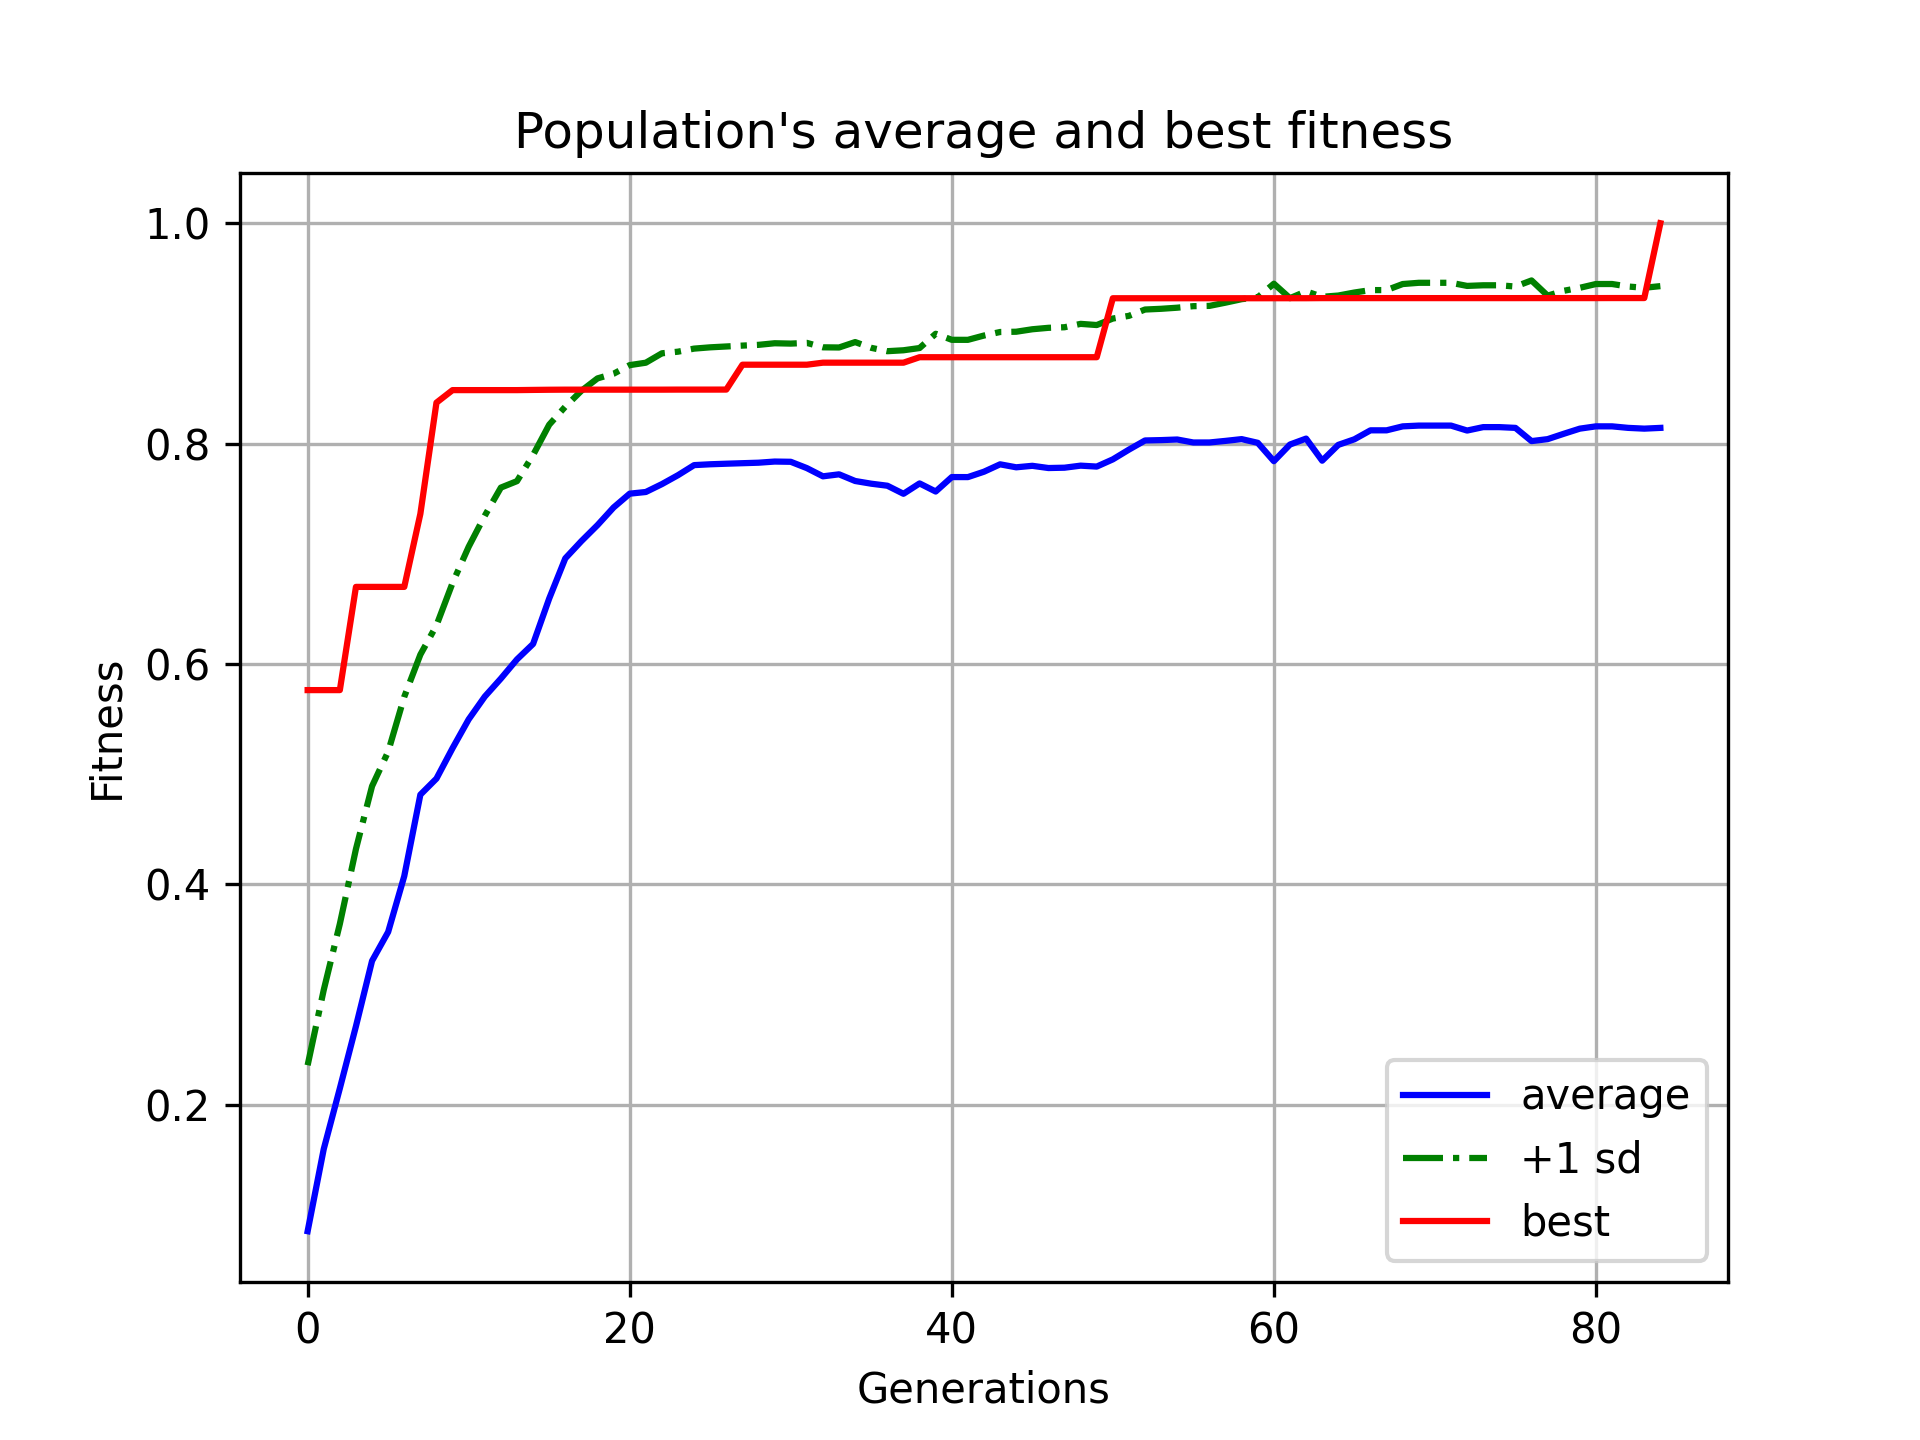 Population's average and best fitness
1.0
0.8
0.6
0.4
0.2
Fitness
0 20 40 60 80
Generations
average
+1 sd
best